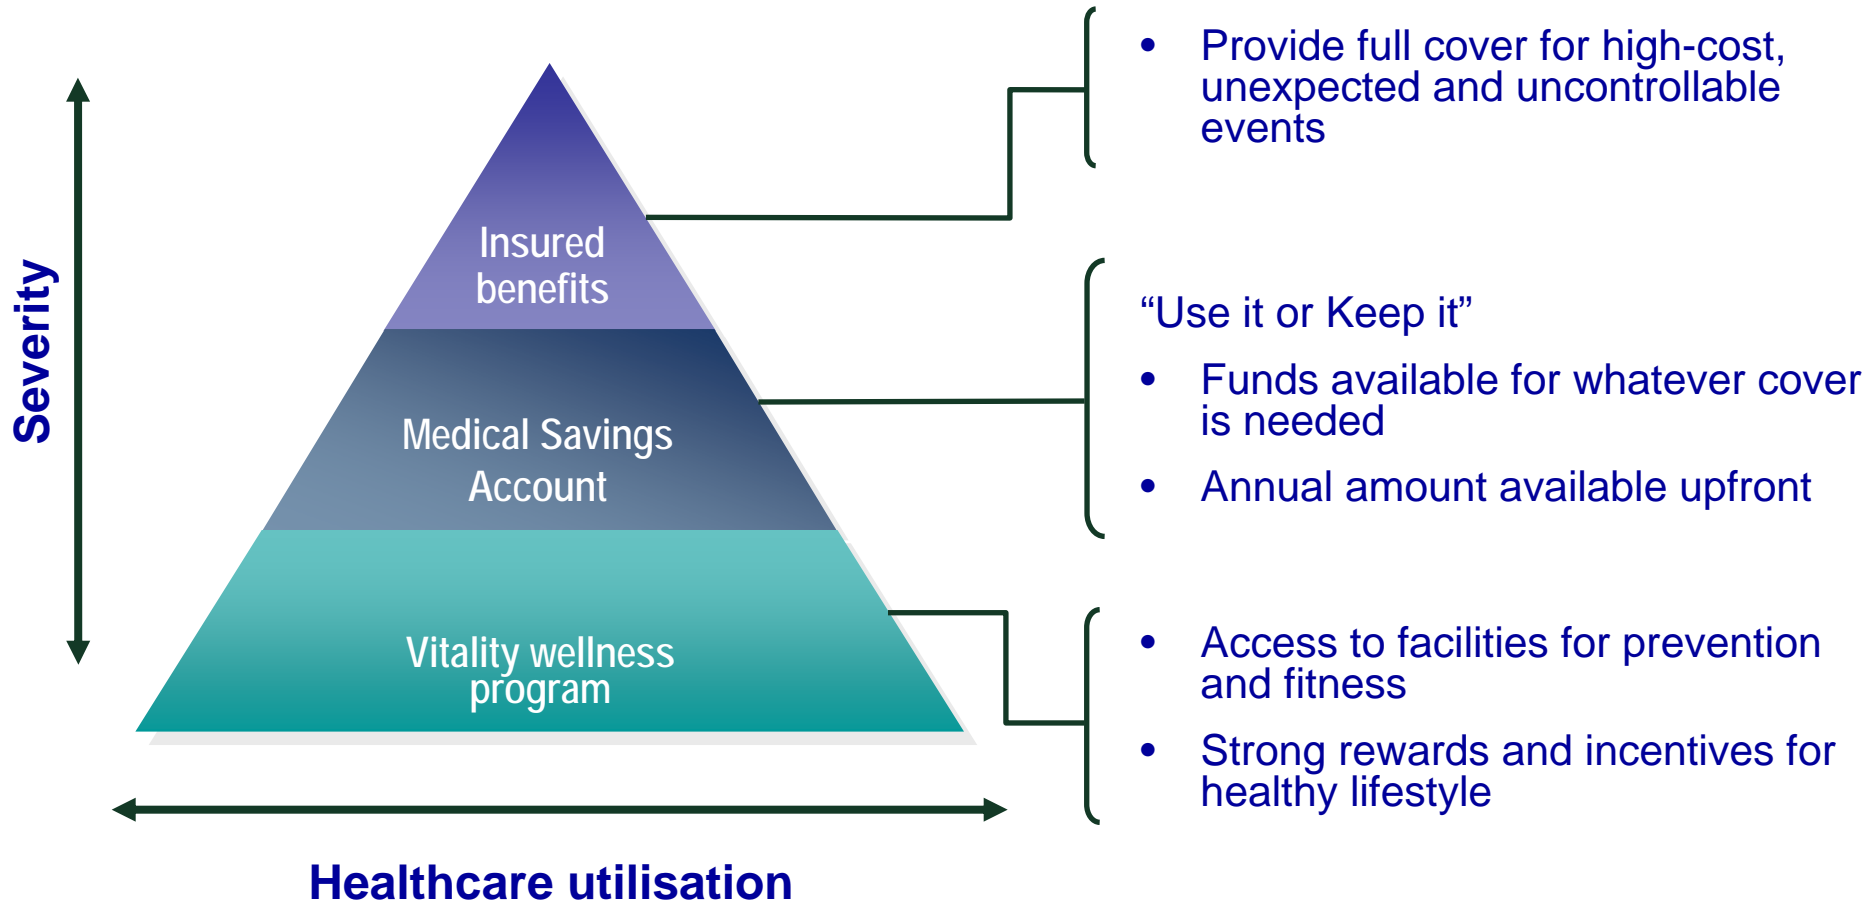 Severity
Insured
benefits
Medical Savings
Account
Vitality wellness
program
Healthcare utilisation
• Provide full cover for high-cost,
unexpected and uncontrollable
events
“Use it or Keep it”
• Funds available for whatever cover
is needed
• Annual amount available upfront
• Access to facilities for prevention
and fitness
• Strong rewards and incentives for
healthy lifestyle